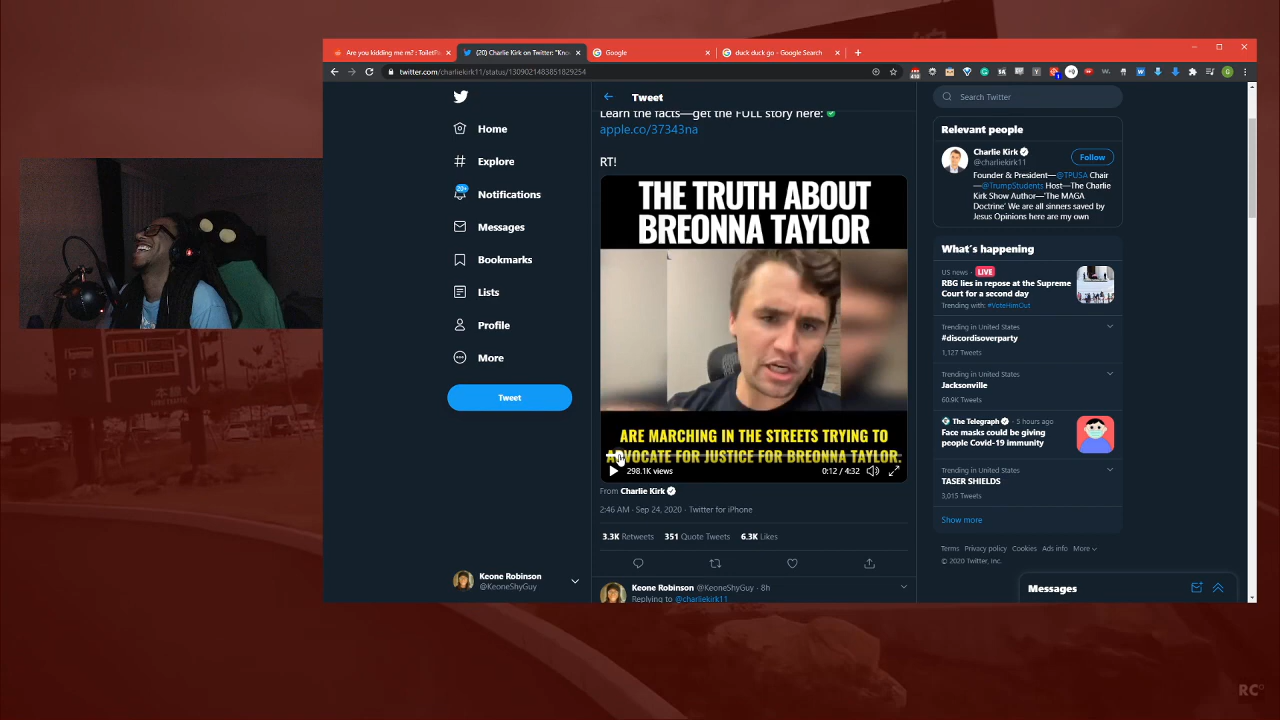 Are you kidding me rn? : ToiletPa
(20) Charlie Kirk on Twitter: "Kno
Google
duck duck go - Google Search
twitter.com/charliekirk11/status/1309021483851829254
Home
Explore
20+
Notifications
Messages
Bookmarks
Lists
Profile
More
Tweet
Keone Robinson
@KeoneShyGuy
Tweet
Learn the facts—get the FULL story here:
apple.co/37343na
RT!
THE TRUTH ABOUT
BREONNA TAYLOR
ARE MARCHING IN THE STREETS TRYING TO
ADVOCATE FOR JUSTICE FOR BREONNA TAYLOR.
298.1K views
0:12 / 4:32
From Charlie Kirk
2:46 AM · Sep 24, 2020 · Twitter for iPhone
3.3K Retweets 351 Quote Tweets 6.3K Likes
Keone Robinson @KeoneShyGuy · 8h
Replying to @charliekirk11
Search Twitter
Relevant people
Charlie Kirk
@charliekirk11
Follow
Founder & President—@TPUSA Chair
—@TrumpStudents Host—The Charlie
Kirk Show Author—'The MAGA
Doctrine' We are all sinners saved by
Jesus Opinions here are my own
What's happening
US news · LIVE
RBG lies in repose at the Supreme
Court for a second day
Trending with: #VoteHimOut
Trending in United States
#discordisoverparty
1,127 Tweets
Trending in United States
Jacksonville
60.9K Tweets
The Telegraph · 5 hours ago
Face masks could be giving
people Covid-19 immunity
Trending in United States
TASER SHIELDS
3,015 Tweets
Show more
Terms Privacy policy Cookies Ads info More
© 2020 Twitter, Inc.
Messages
RC